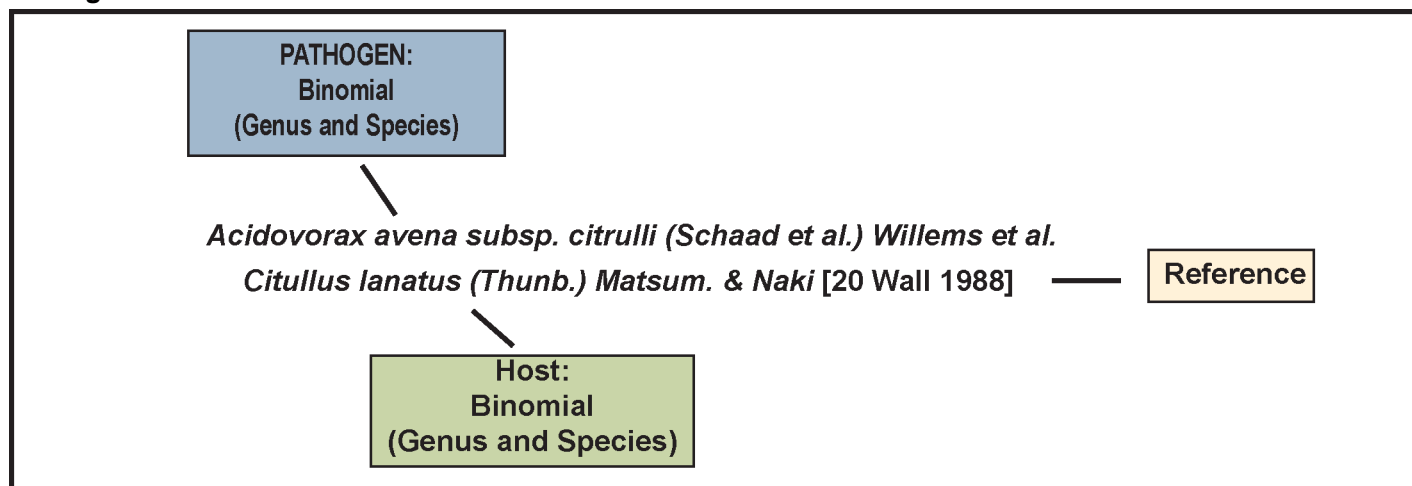 PATHOGEN:
Binomial
(Genus and Species)
Acidovorax avena subsp. citrulli (Schaad et al.) Willems et al.
Citullus lanatus (Thunb.) Matsum. & Naki [20 Wall 1988]
Reference
Host:
Binomial
(Genus and Species)